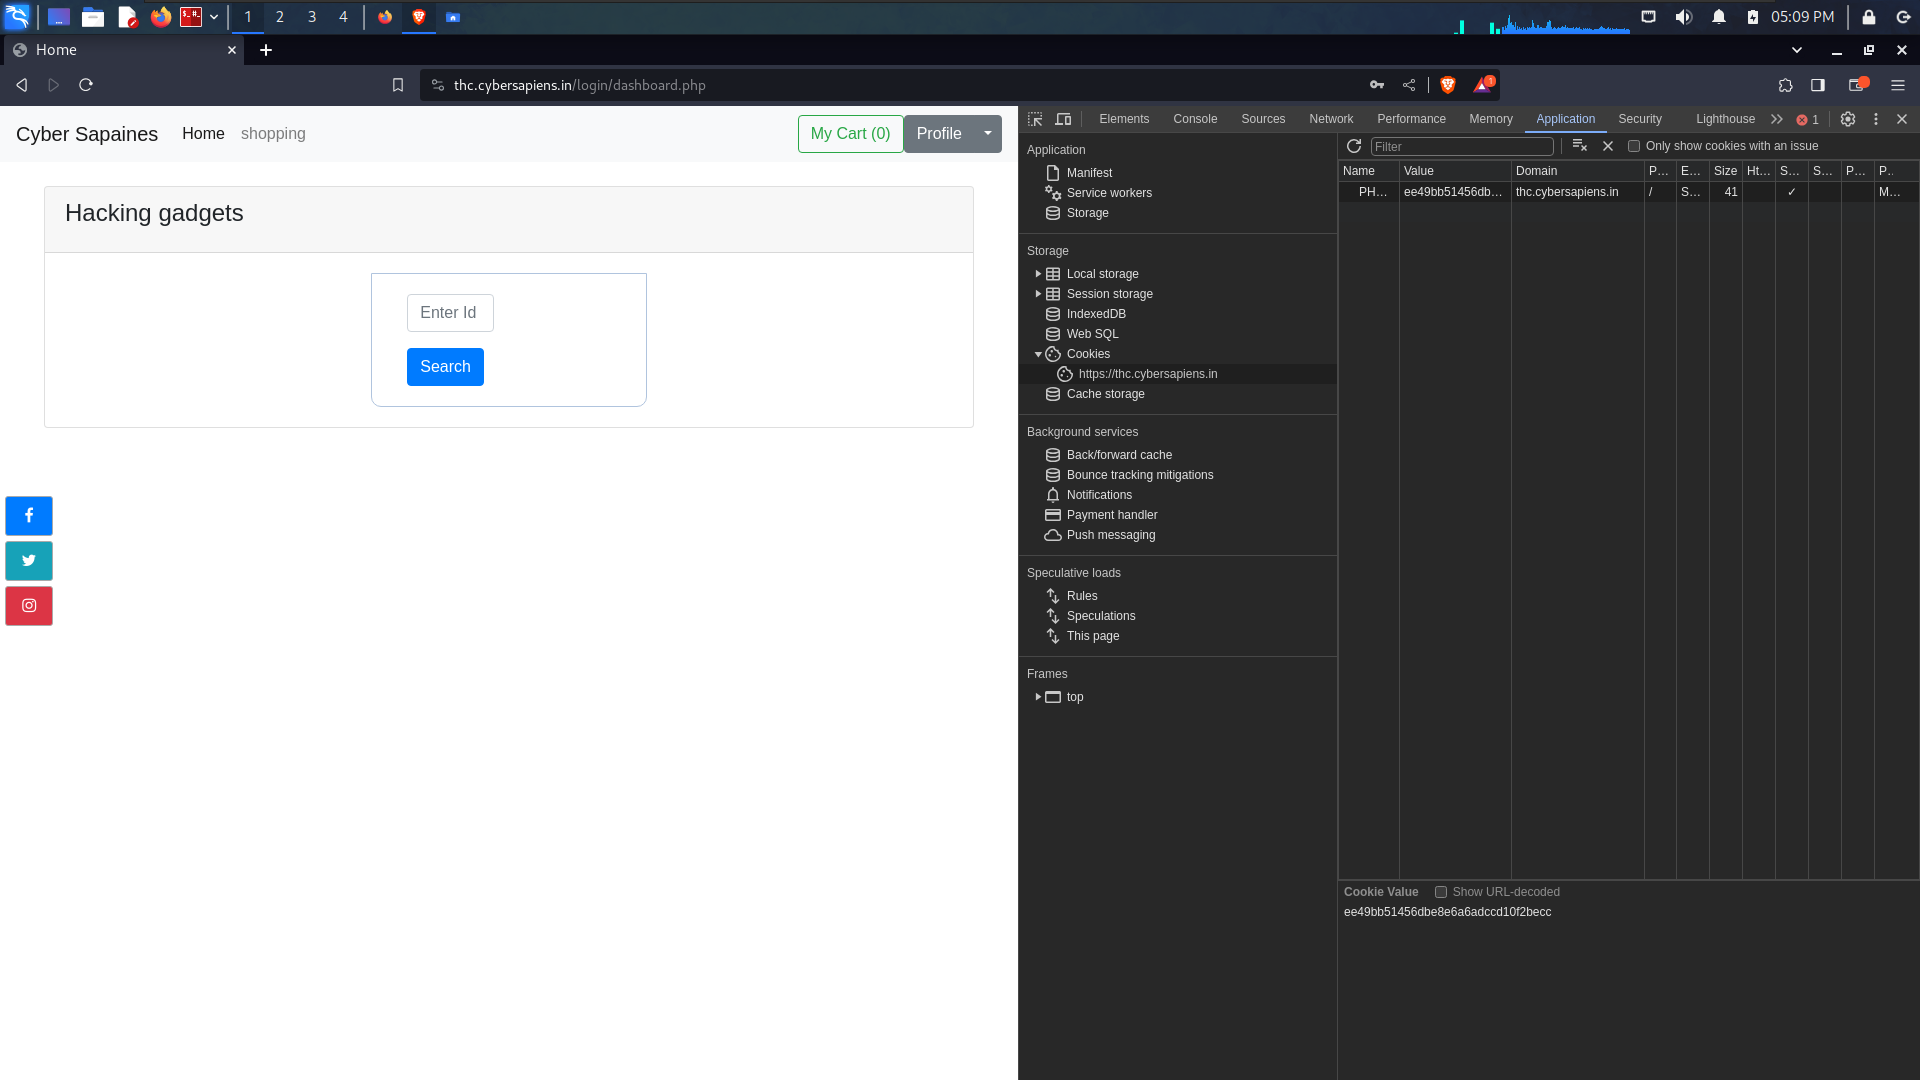 1 2 3 4 05:09 PM
Home
thc.cybersapiens.in/login/dashboard.php 1
Cyber Sapaines Home shopping My Cart (0) Profile
Hacking gadgets
Enter Id
Search
Elements Console Sources Network Performance Memory Application Security Lighthouse 1
Application
Manifest
Service workers
Storage
Storage
Local storage
Session storage
IndexedDB
Web SQL
Cookies
https://thc.cybersapiens.in
Cache storage
Background services
Back/forward cache
Bounce tracking mitigations
Notifications
Payment handler
Push messaging
Speculative loads
Rules
Speculations
This page
Frames
top
Filter Only show cookies with an issue
Name Value Domain P... E... Size Ht... S... S... P... P...
PH... ee49bb51456db... thc.cybersapiens.in / S... 41 ✓ M...
Cookie Value Show URL-decoded
ee49bb51456dbe8e6a6adccd10f2becc